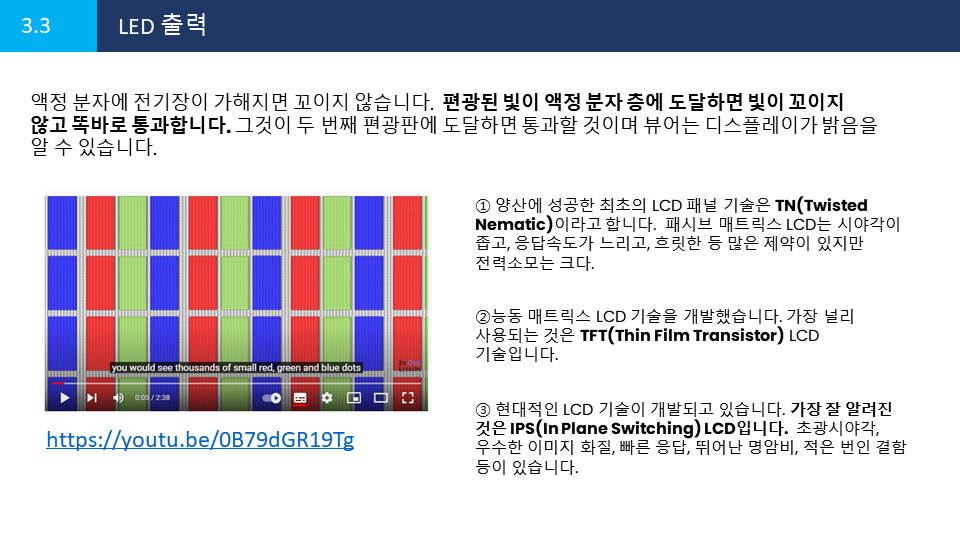 3.3
LED 출력
액정 분자에 전기장이 가해지면 꼬이지 않습니다. 편광된 빛이 액정 분자 층에 도달하면 빛이 꼬이지
않고 똑바로 통과합니다. 그것이 두 번째 편광판에 도달하면 통과할 것이며 뷰어는 디스플레이가 밝음을
알 수 있습니다.
you would see thousands of small red, green and blue dots
0:05 / 2:38
https://youtu.be/0B79dGR19Tg
① 양산에 성공한 최초의 LCD 패널 기술은 TN(Twisted
Nematic)이라고 합니다. 패시브 매트릭스 LCD는 시야각이
좁고, 응답속도가 느리고, 흐릿한 등 많은 제약이 있지만
전력소모는 크다.
②능동 매트릭스 LCD 기술을 개발했습니다. 가장 널리
사용되는 것은 TFT(Thin Film Transistor) LCD
기술입니다.
③ 현대적인 LCD 기술이 개발되고 있습니다. 가장 잘 알려진
것은 IPS(In Plane Switching) LCD입니다. 초광시야각,
우수한 이미지 화질, 빠른 응답, 뛰어난 명암비, 적은 번인 결함
등이 있습니다.